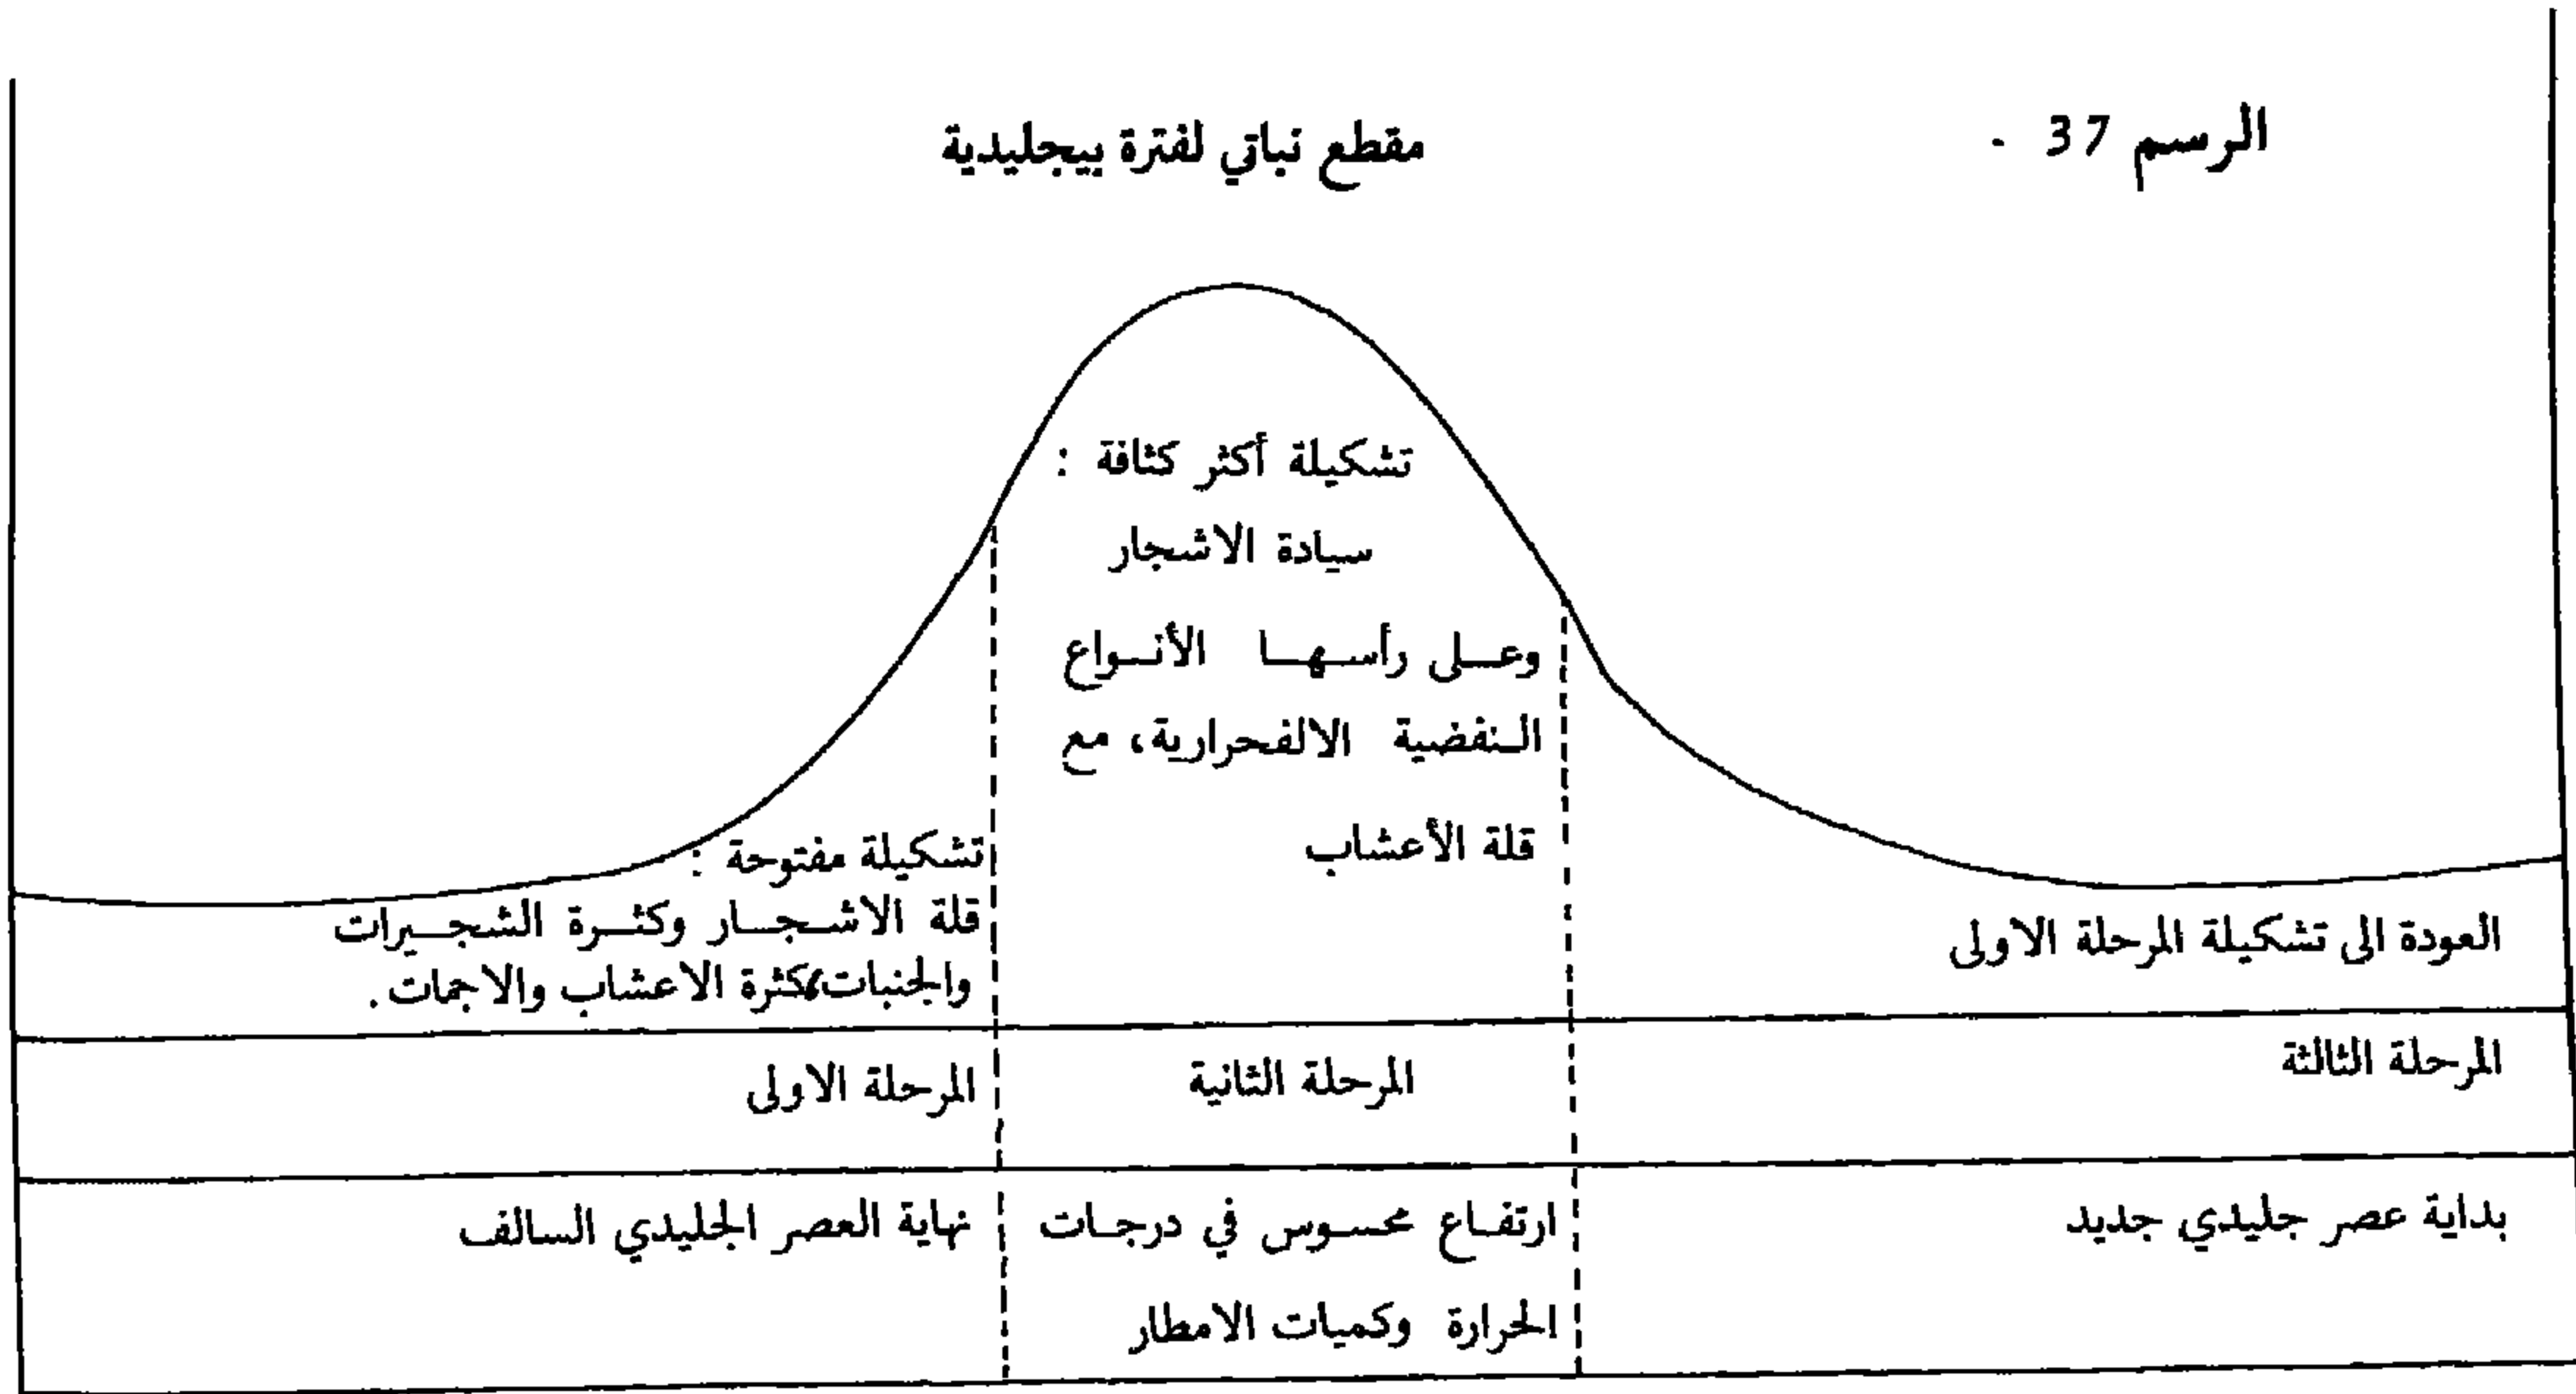 الرسم 37 -
مقطع نباتي لفترة بيجليدية
تشكيلة أكثر كثافة :
سيادة الاشجار
وعلى رأسها الأنواع
النفضية الالفحرارية، مع
قلة الأعشاب
تشكيلة مفتوحة :
قلة الاشجار وكثرة الشجيرات
والجنبات، كثرة الاعشاب والاجمات.
العودة الى تشكيلة المرحلة الاولى
المرحلة الثالثة
المرحلة الثانية
المرحلة الاولى
بداية عصر جليدي جديد
ارتفاع محسوس في درجات
الحرارة وكميات الامطار
نهاية العصر الجليدي السالف